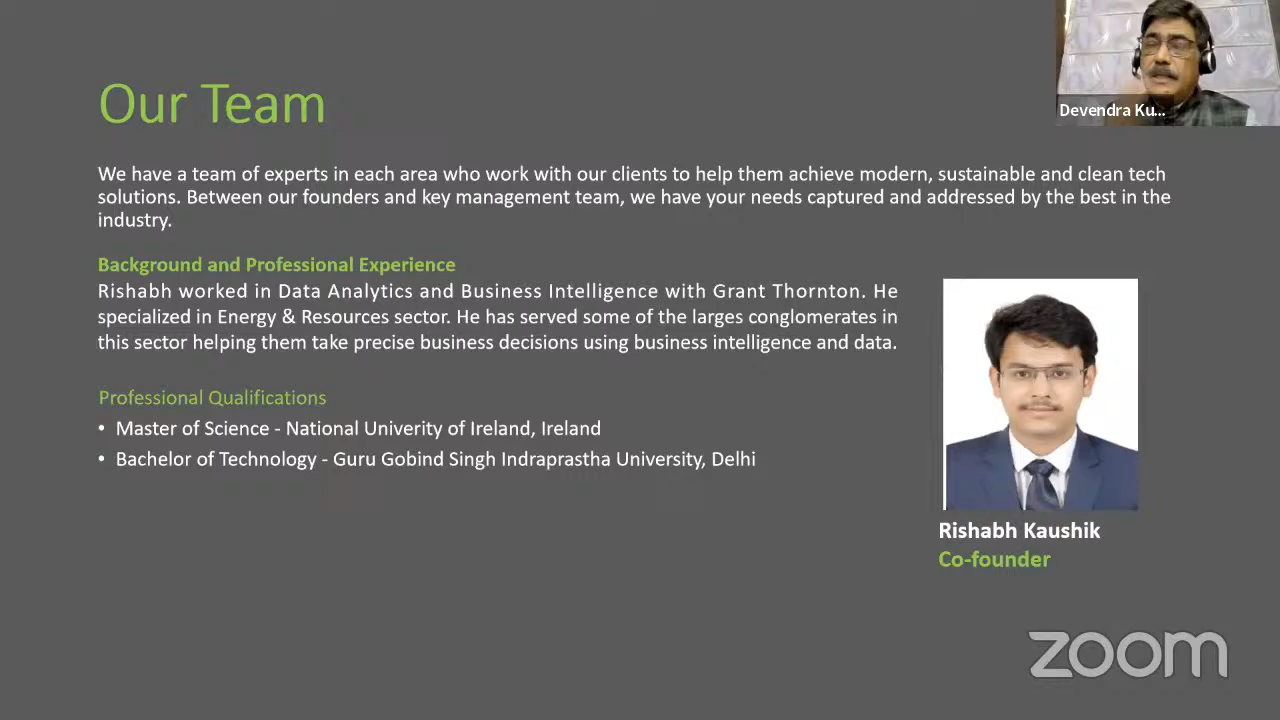 Our Team
Devendra Ku...
We have a team of experts in each area who work with our clients to help them achieve modern, sustainable and clean tech
solutions. Between our founders and key management team, we have your needs captured and addressed by the best in the
industry.
Background and Professional Experience
Rishabh worked in Data Analytics and Business Intelligence with Grant Thornton. He
specialized in Energy & Resources sector. He has served some of the larges conglomerates in
this sector helping them take precise business decisions using business intelligence and data.
Professional Qualifications
• Master of Science - National Univerity of Ireland, Ireland
• Bachelor of Technology - Guru Gobind Singh Indraprastha University, Delhi
Rishabh Kaushik
Co-founder
zoom